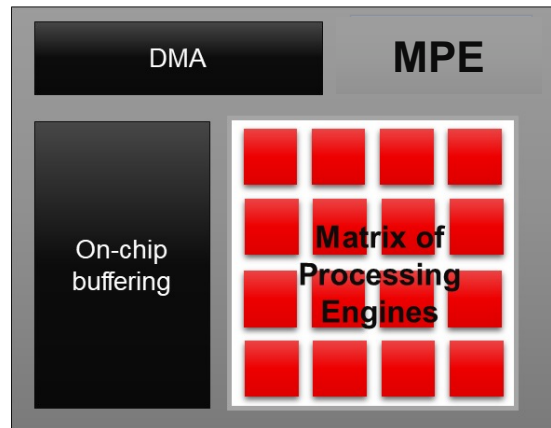 DMA
MPE
On-chip
buffering
Matrix of
Processing
Engines